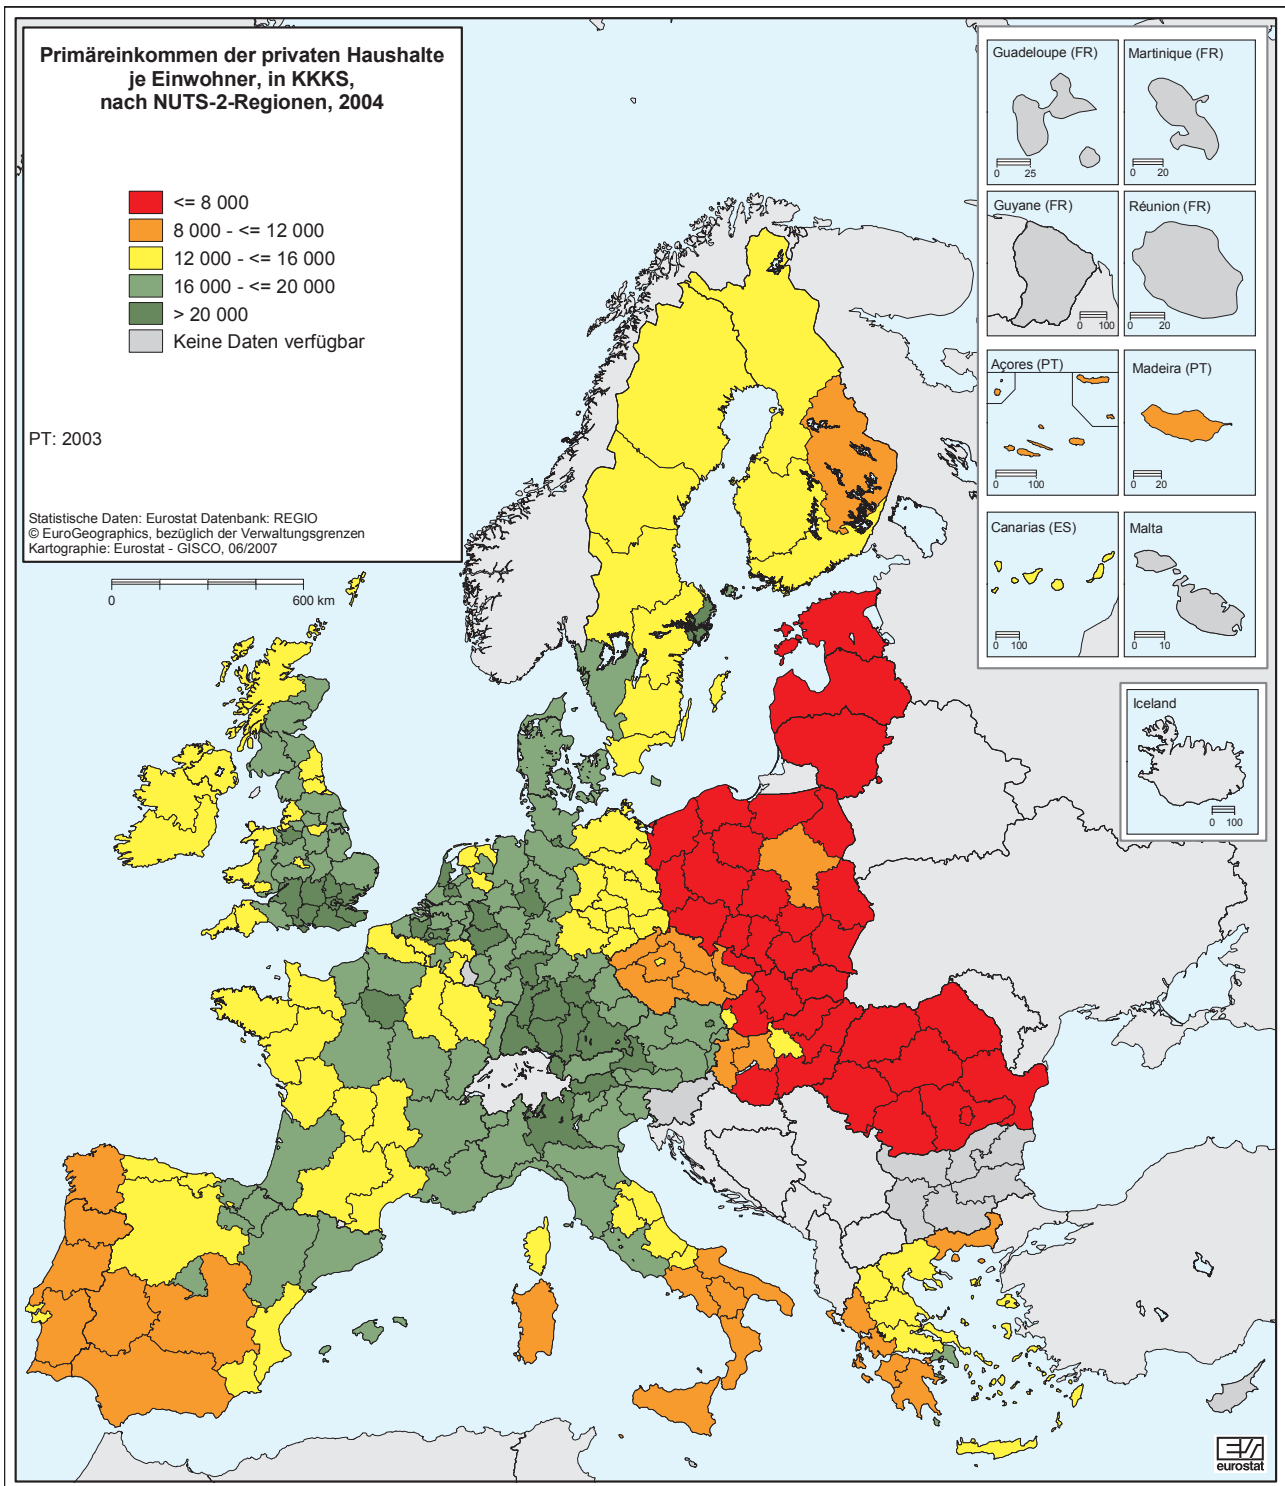 Primäreinkommen der privaten Haushalte
je Einwohner, in KKKS,
nach NUTS-2-Regionen, 2004
<= 8 000
8 000 - <= 12 000
12 000 - <= 16 000
16 000 - <= 20 000
> 20 000
Keine Daten verfügbar
PT: 2003
Statistische Daten: Eurostat Datenbank: REGIO
© EuroGeographics, bezüglich der Verwaltungsgrenzen
Kartographie: Eurostat - GISCO, 06/2007
0 600 km
Guadeloupe (FR)
0 25
Martinique (FR)
0 20
Guyane (FR)
0 100
Réunion (FR)
0 20
Açores (PT)
0 100
Madeira (PT)
0 20
Canarias (ES)
0 100
Malta
0 10
Iceland
0 100
eurostat